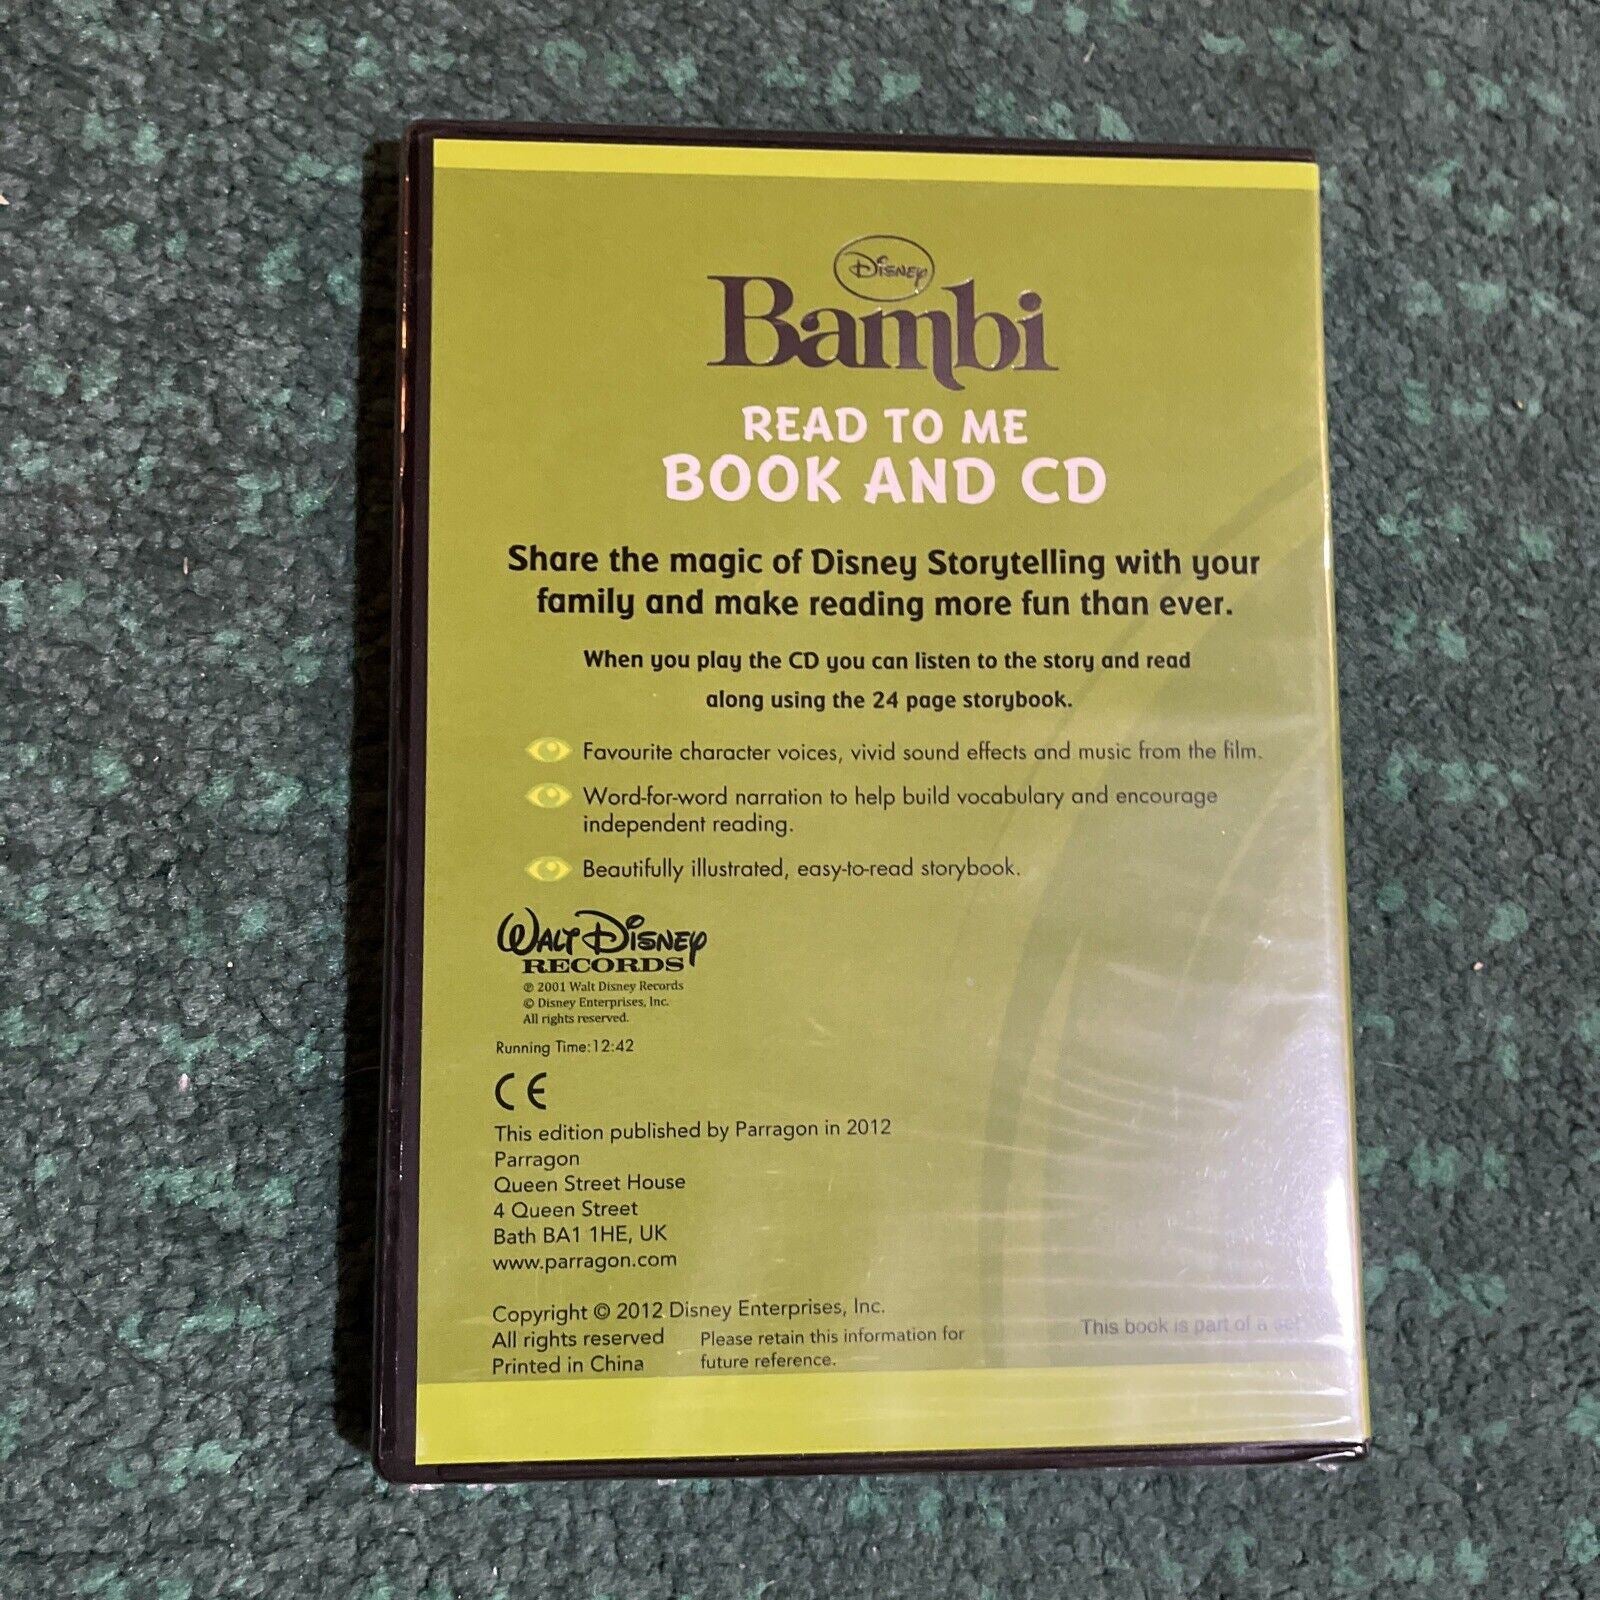 Disney
Bambi
READ TO ME
BOOK AND CD
Share the magic of Disney Storytelling with your
family and make reading more fun than ever.
When you play the CD you can listen to the story and read
along using the 24 page storybook.
Favourite character voices, vivid sound effects and music from the film.
Word-for-word narration to help build vocabulary and encourage
independent reading.
Beautifully illustrated, easy-to-read storybook.
WALT DISNEY
RECORDS
℗ 2001 Walt Disney Records
© Disney Enterprises, Inc.
All rights reserved.
Running Time:12:42
CE
This edition published by Parragon in 2012
Parragon
Queen Street House
4 Queen Street
Bath BA1 1HE, UK
www.parragon.com
Copyright © 2012 Disney Enterprises, Inc.
All rights reserved
Printed in China
Please retain this information for
future reference.
This book is part of a set